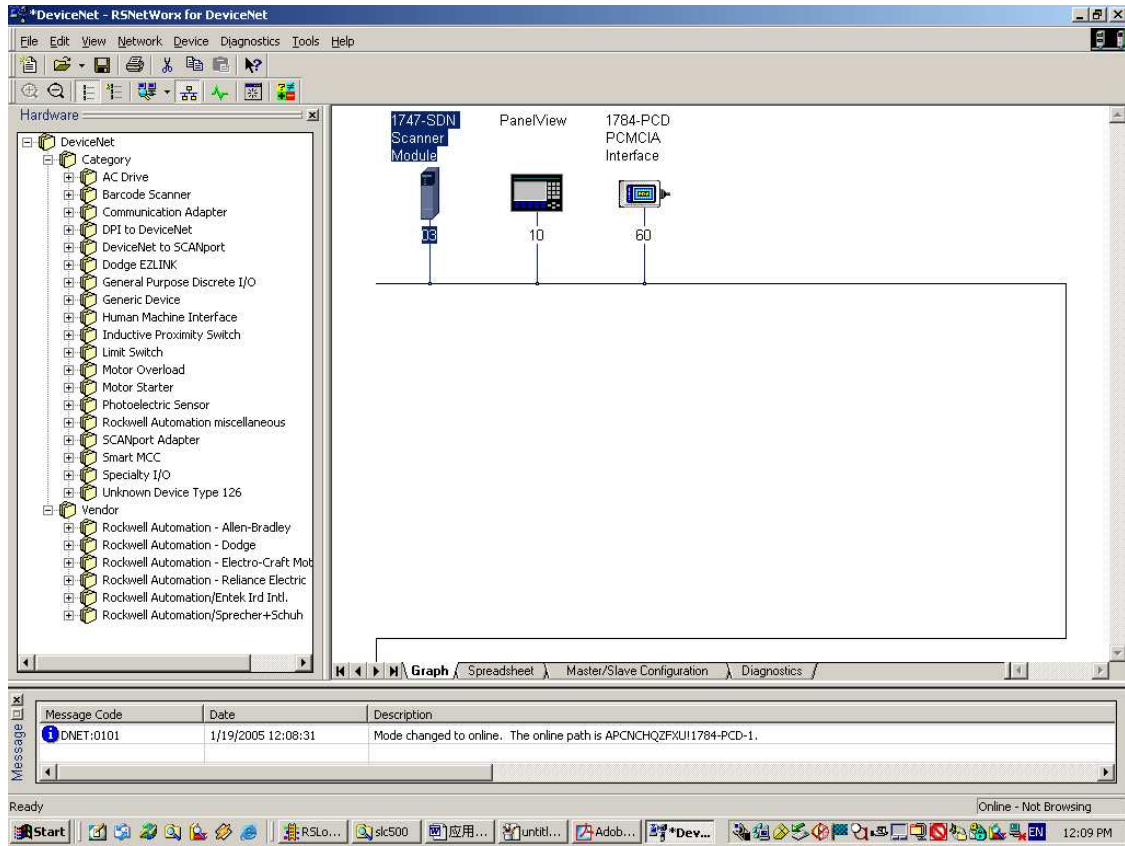 *DeviceNet - RSNetWorx for DeviceNet
File Edit View Network Device Diagnostics Tools Help
Hardware
DeviceNet
Category
AC Drive
Barcode Scanner
Communication Adapter
DPI to DeviceNet
DeviceNet to SCANport
Dodge EZLINK
General Purpose Discrete I/O
Generic Device
Human Machine Interface
Inductive Proximity Switch
Limit Switch
Motor Overload
Motor Starter
Photoelectric Sensor
Rockwell Automation miscellaneous
SCANport Adapter
Smart MCC
Specialty I/O
Unknown Device Type 126
Vendor
Rockwell Automation - Allen-Bradley
Rockwell Automation - Dodge
Rockwell Automation - Electro-Craft Mot
Rockwell Automation - Reliance Electric
Rockwell Automation/Entek Ird Intl.
Rockwell Automation/Sprecher+Schuh
1747-SDN
Scanner
Module
03
PanelView
10
1784-PCD
PCMCIA
Interface
60
Graph Spreadsheet Master/Slave Configuration Diagnostics
Message
Message Code Date Description
DNET:0101 1/19/2005 12:08:31 Mode changed to online. The online path is APCNCHQZFXU!1784-PCD-1.
Ready Online - Not Browsing
Start RSLo... slc500 应用... untitl... Adob... *Dev... EN 12:09 PM